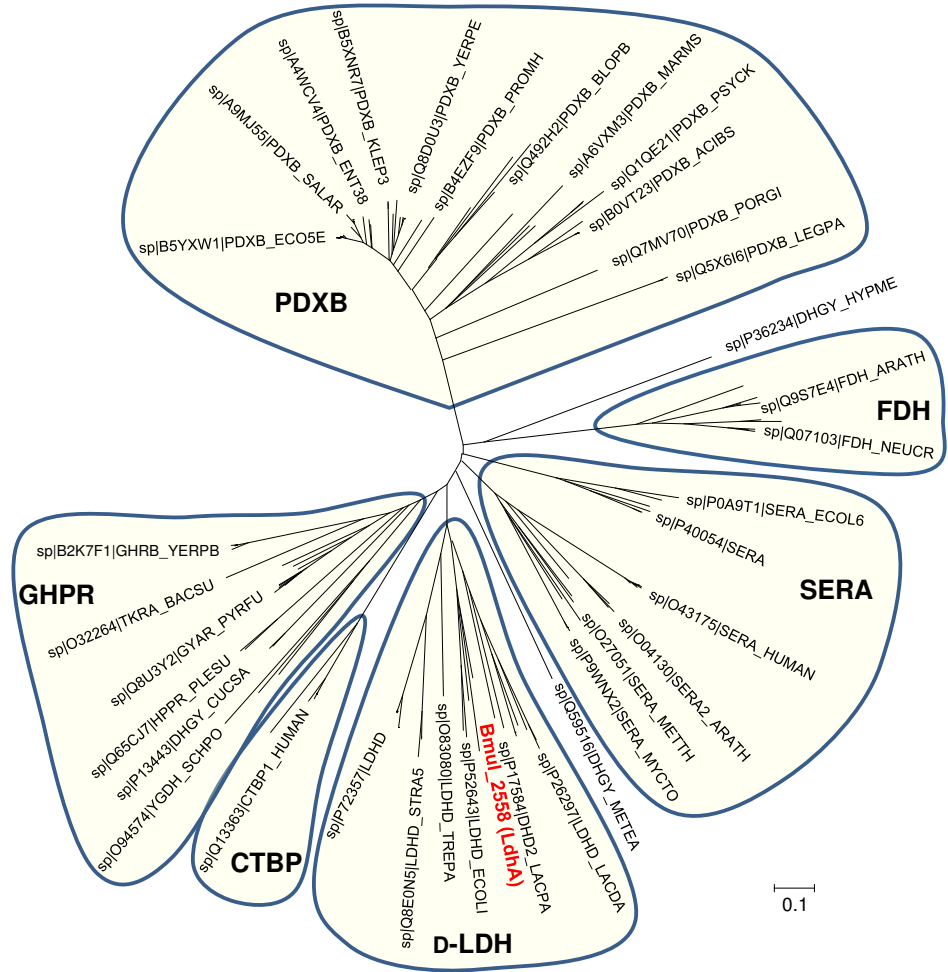 sp|B5XNR7|PDXB_KLEP3
sp|A4WCV4|PDXB_ENT38
sp|A9MJ55|PDXB_SALAR
sp|B5YXW1|PDXB_ECO5E
sp|Q8D0U3|PDXB_YERPE
sp|B4EZF9|PDXB_PROMH
sp|Q492H2|PDXB_BLOPB
sp|A6VXM3|PDXB_MARMS
sp|Q1QE21|PDXB_PSYCK
sp|B0VT23|PDXB_ACIBS
sp|Q7MV70|PDXB_PORGI
sp|Q5X6I6|PDXB_LEGPA
PDXB
sp|P36234|DHGY_HYPME
sp|Q9S7E4|FDH_ARATH
FDH
sp|Q07103|FDH_NEUCR
sp|P0A9T1|SERA_ECOL6
sp|P40054|SERA
SERA
sp|O43175|SERA_HUMAN
sp|O04130|SERA2_ARATH
sp|O27051|SERA_METTH
sp|P9WNX2|SERA_MYCTO
sp|Q59516|DHGY_METEA
sp|B2K7F1|GHRB_YERPB
GHPR
sp|O32264|TKRA_BACSU
sp|Q8U3Y2|GYAR_PYRFU
sp|Q65CJ7|HPPR_PLESU
sp|P13443|DHGY_CUCSA
sp|O94574|YGDH_SCHPO
sp|Q13363|CTBP1_HUMAN
CTBP
sp|P72357|LDHD
sp|Q8E0N5|LDHD_STRA5
sp|O83080|LDHD_TREPA
sp|P52643|LDHD_ECOLI
Bmul_2558 (LdhA)
sp|P17584|DHD2_LACPA
sp|P26297|LDHD_LACDA
D-LDH
0.1